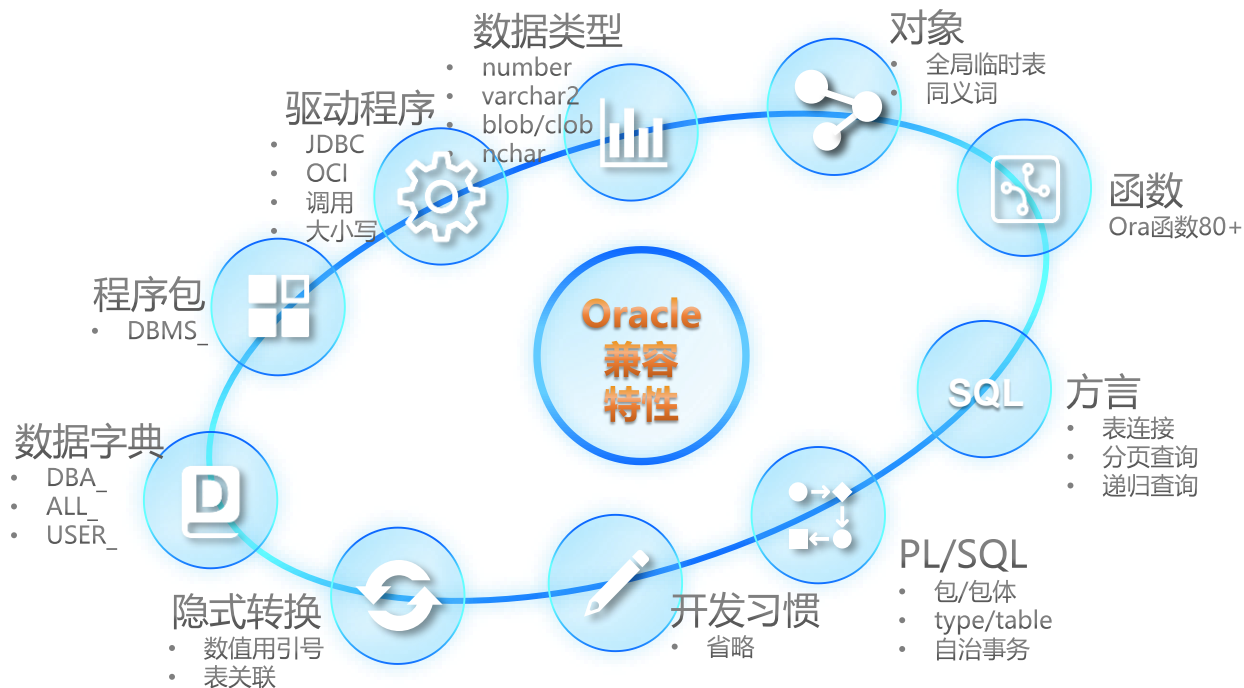 数据类型
number
varchar2
blob/clob
nchar
对象
全局临时表
同义词
驱动程序
JDBC
OCI
调用
大小写
函数
Ora函数80+
程序包
DBMS_
Oracle
兼容
特性
SQL
方言
表连接
分页查询
递归查询
数据字典
DBA_
ALL_
USER_
D
PL/SQL
包/包体
type/table
自治事务
隐式转换
数值用引号
表关联
开发习惯
省略